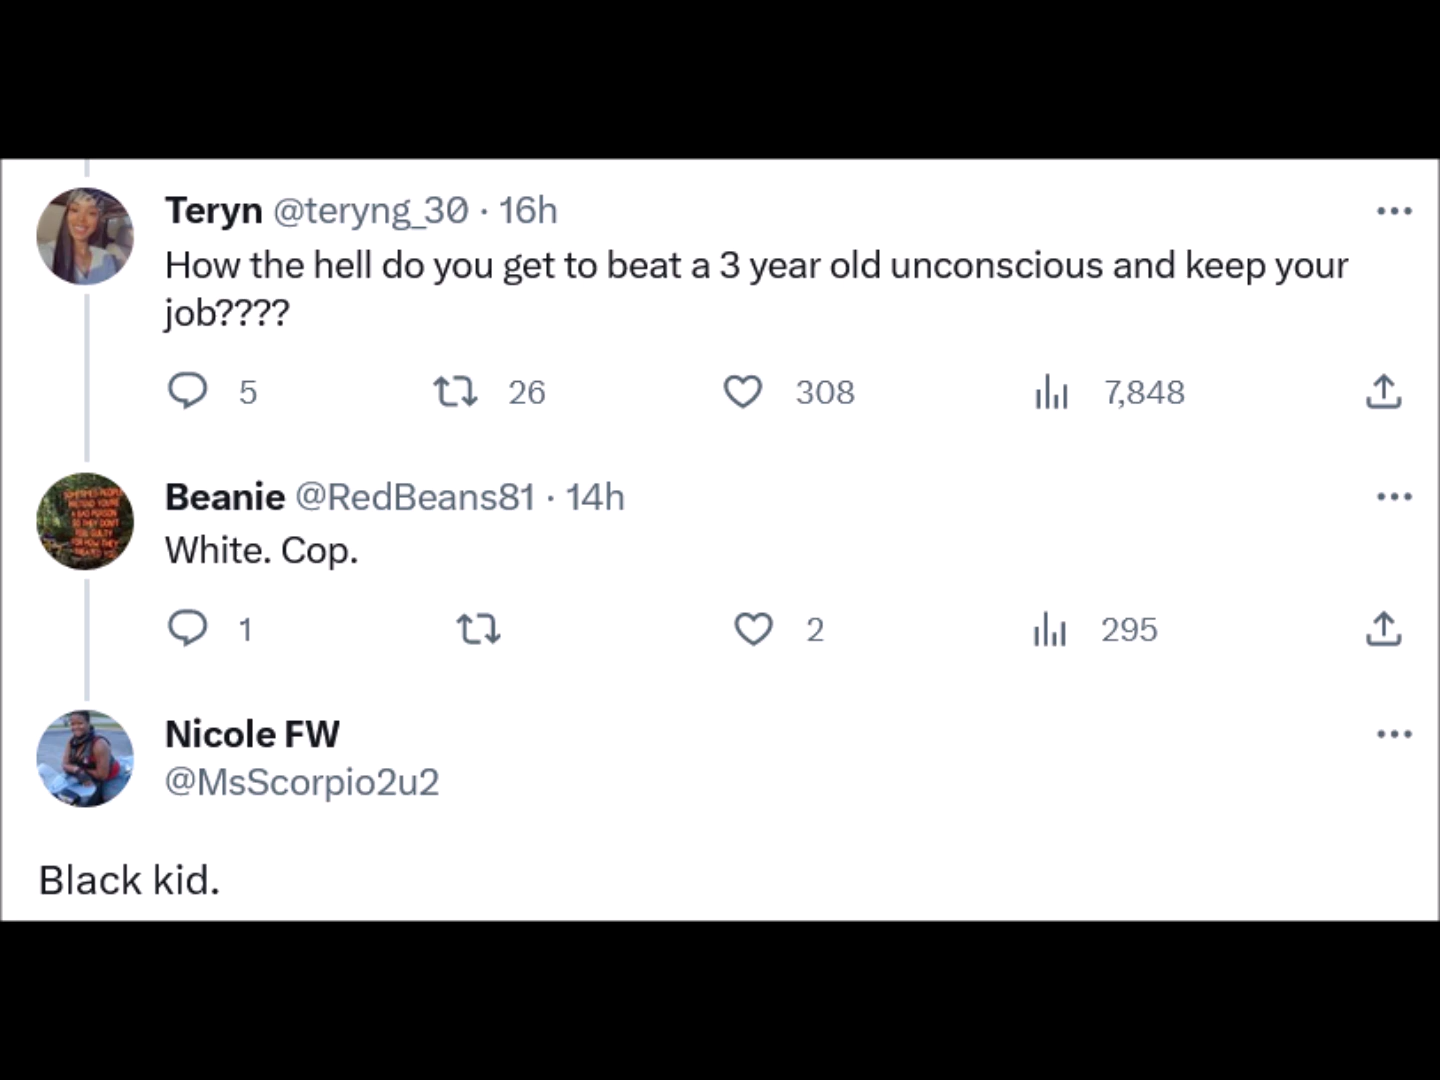 Teryn @teryng_30 · 16h
How the hell do you get to beat a 3 year old unconscious and keep your
job????
5 26 308 7,848
Beanie @RedBeans81 · 14h
White. Cop.
1 2 295
Nicole FW
@MsScorpio2u2
Black kid.